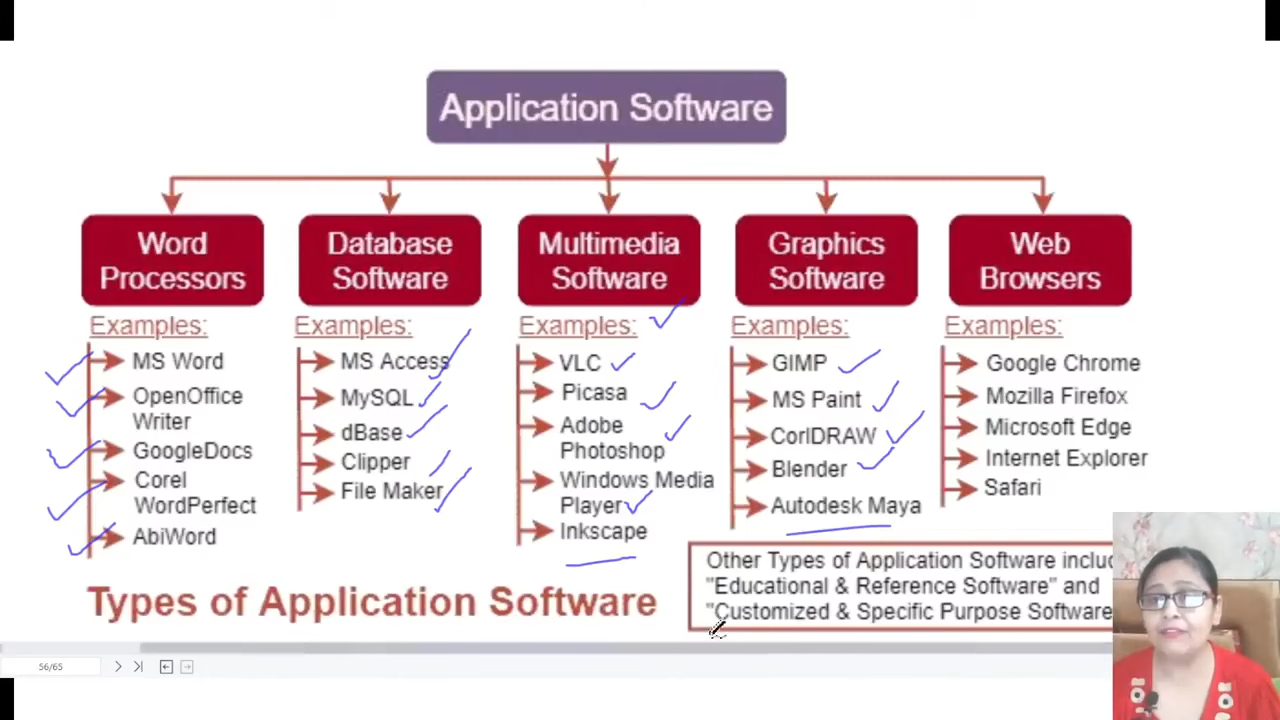 Application Software
Word
Processors
Database
Software
Multimedia
Software
Graphics
Software
Web
Browsers
Examples:
MS Word
OpenOffice
Writer
GoogleDocs
Corel
WordPerfect
AbiWord
Examples:
MS Access
MySQL
dBase
Clipper
File Maker
Examples:
VLC
Picasa
Adobe
Photoshop
Windows Media
Player
Inkscape
Examples:
GIMP
MS Paint
CorlDRAW
Blender
Autodesk Maya
Examples:
Google Chrome
Mozilla Firefox
Microsoft Edge
Internet Explorer
Safari
Other Types of Application Software inclu
"Educational & Reference Software" and
"Customized & Specific Purpose Software
Types of Application Software
56/65